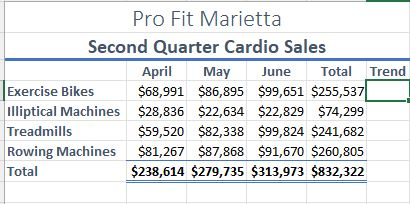 Pro Fit Marietta
Second Quarter Cardio Sales
April May June Total Trend
Exercise Bikes $68,991 $86,895 $99,651 $255,537
Illiptical Machines $28,836 $22,634 $22,829 $74,299
Treadmills $59,520 $82,338 $99,824 $241,682
Rowing Machines $81,267 $87,868 $91,670 $260,805
Total $238,614 $279,735 $313,973 $832,322